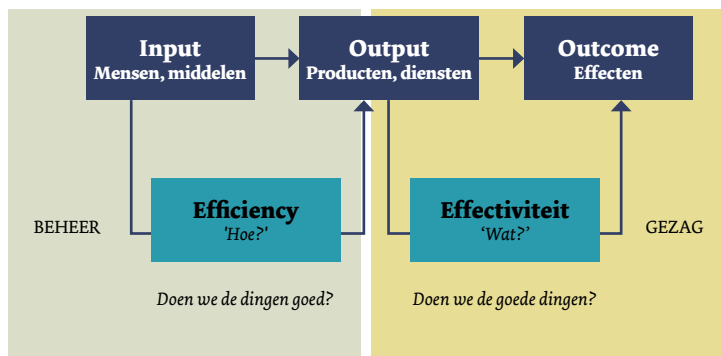 Input
Mensen, middelen
Output
Producten, diensten
Outcome
Effecten
BEHEER
Efficiency
'Hoe?'
Effectiviteit
‘Wat?’
GEZAG
Doen we de dingen goed?
Doen we de goede dingen?